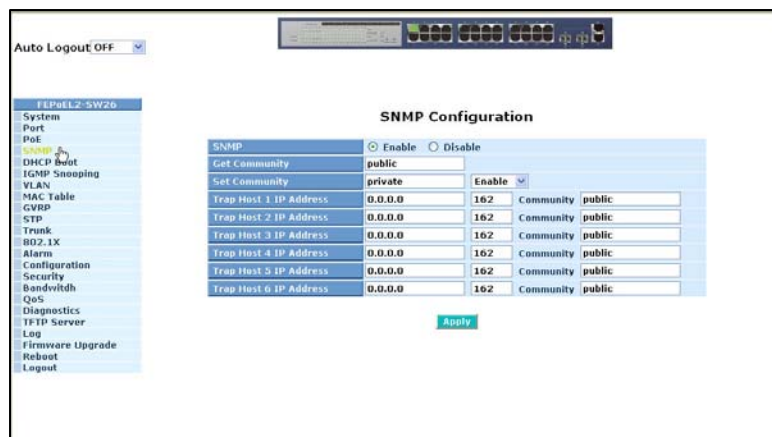 Auto Logout OFF
FEPoEL2-SW26
System
Port
PoE
SNMP
DHCP Boot
IGMP Snooping
VLAN
MAC Table
GVRP
STP
Trunk
802.1X
Alarm
Configuration
Security
Bandwitdh
QoS
Diagnostics
TFTP Server
Log
Firmware Upgrade
Reboot
Logout
SNMP Configuration
SNMP Enable Disable
Get Community public
Set Community private Enable
Trap Host 1 IP Address 0.0.0.0 162 Community public
Trap Host 2 IP Address 0.0.0.0 162 Community public
Trap Host 3 IP Address 0.0.0.0 162 Community public
Trap Host 4 IP Address 0.0.0.0 162 Community public
Trap Host 5 IP Address 0.0.0.0 162 Community public
Trap Host 6 IP Address 0.0.0.0 162 Community public
Apply